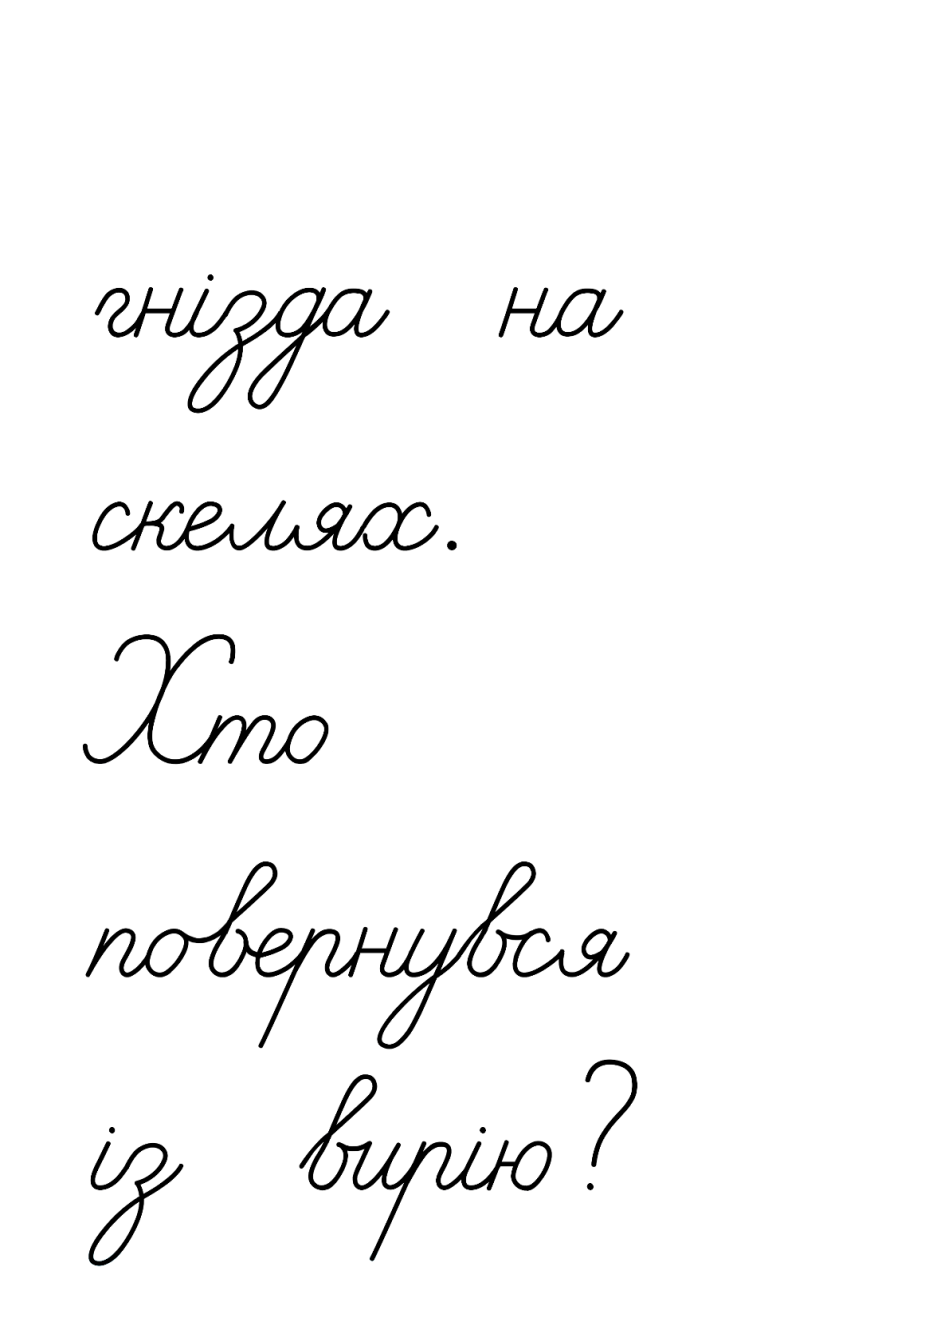 гнізда на
скелях.
Хто
повернувся
із вирію?